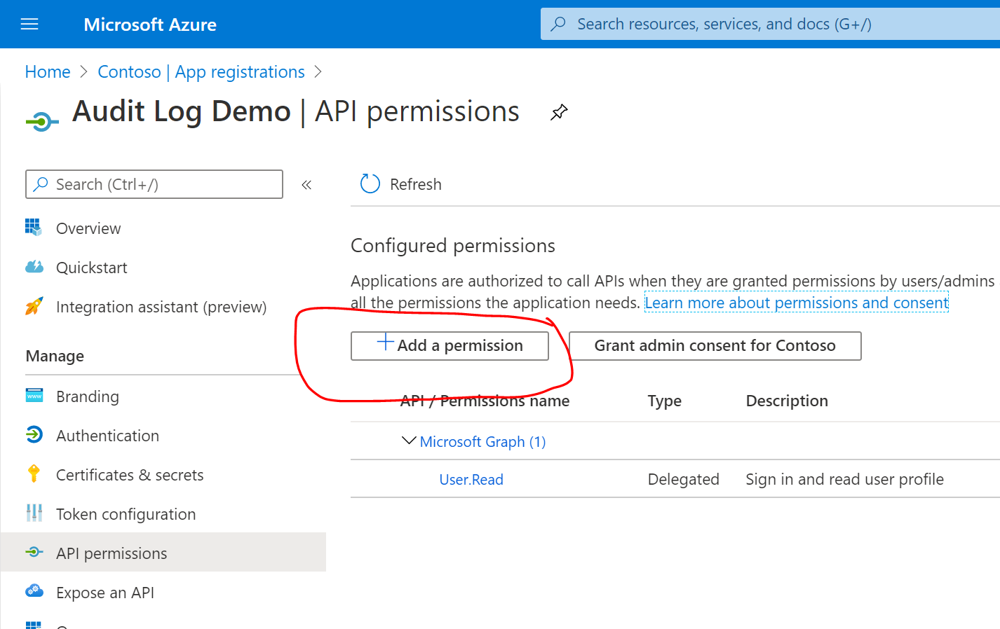 Microsoft Azure
Search resources, services, and docs (G+/)
Home > Contoso | App registrations >
Audit Log Demo | API permissions
Search (Ctrl+/)
«
Overview
Quickstart
Integration assistant (preview)
Manage
Branding
Authentication
Certificates & secrets
Token configuration
API permissions
Expose an API
Refresh
Configured permissions
Applications are authorized to call APIs when they are granted permissions by users/admins
all the permissions the application needs. Learn more about permissions and consent
+ Add a permission
Grant admin consent for Contoso
API / Permissions name Type Description
Microsoft Graph (1)
User.Read Delegated Sign in and read user profile